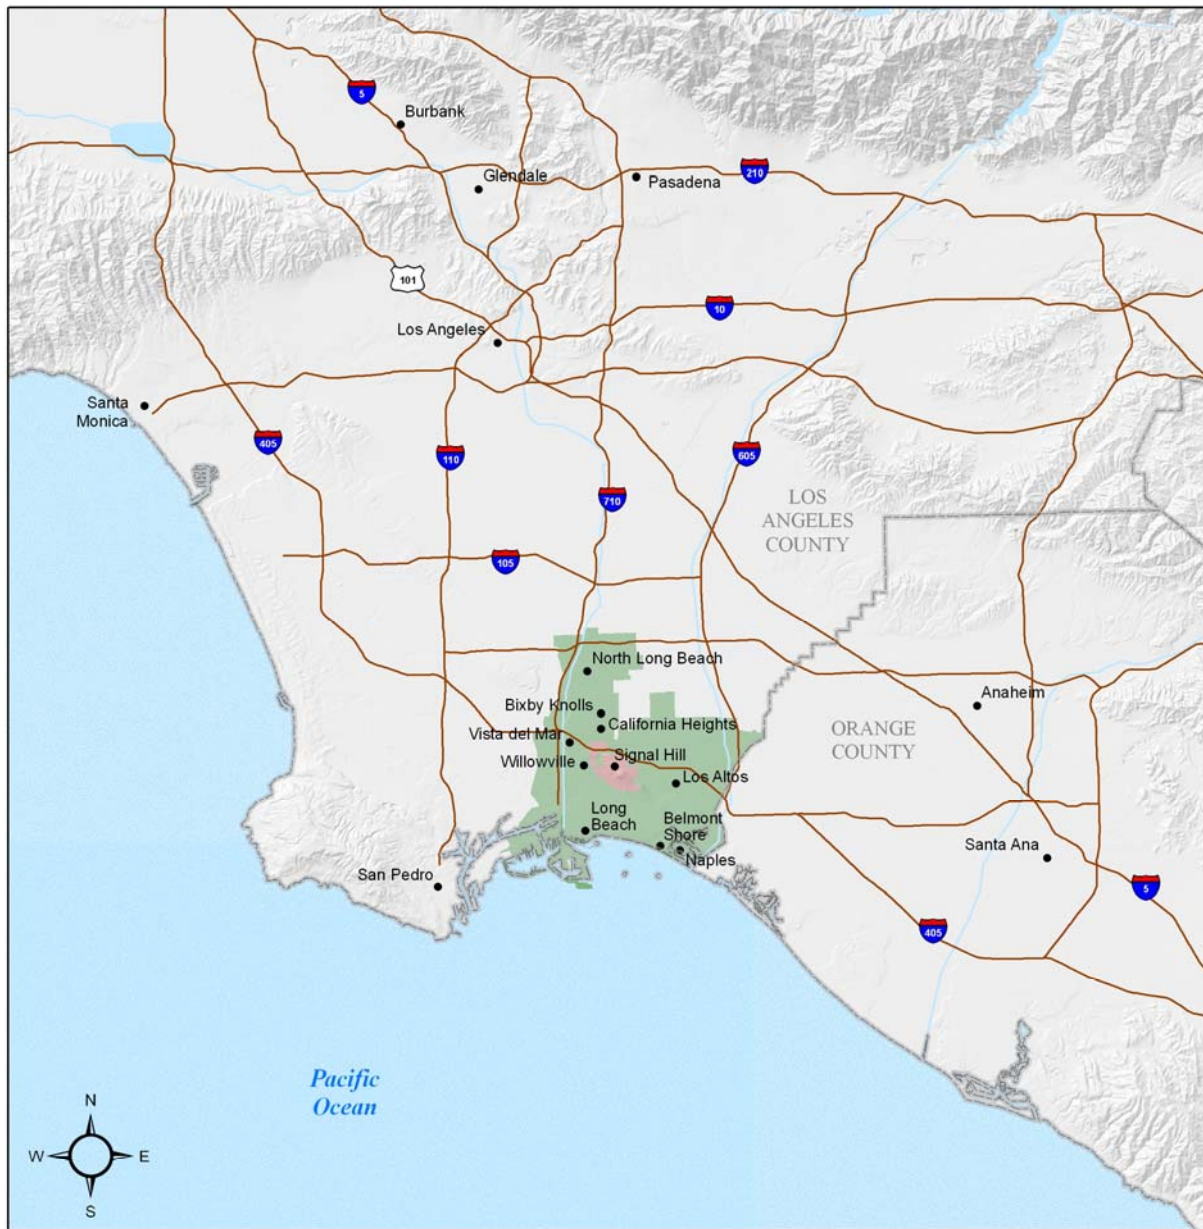 5
Burbank
Glendale
Pasadena
210
101
10
Los Angeles
Santa
Monica
405
110
605
710
LOS
ANGELES
COUNTY
105
North Long Beach
Anaheim
Bixby Knolls
California Heights
ORANGE
COUNTY
Vista del Mar
Willowville
Signal Hill
Los Altos
Long
Beach
Belmont
Shore
Naples
Santa Ana
San Pedro
5
405
Pacific
Ocean
N
W
E
S